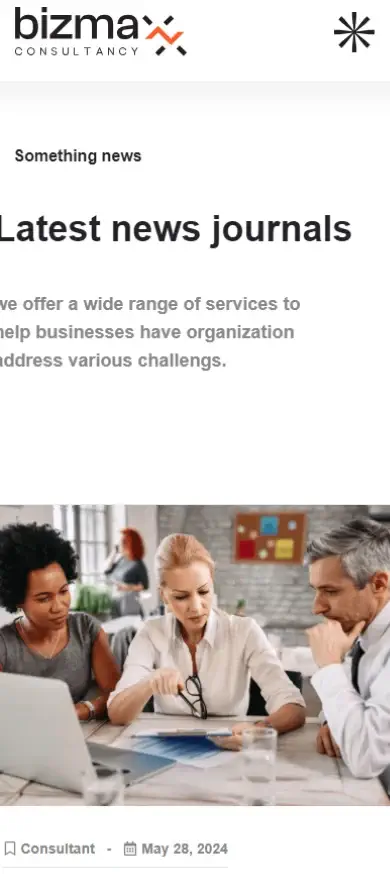 bizmax
CONSULTANCY
Something news
Latest news journals
we offer a wide range of services to
help businesses have organization
address various challengs.
Consultant - May 28, 2024